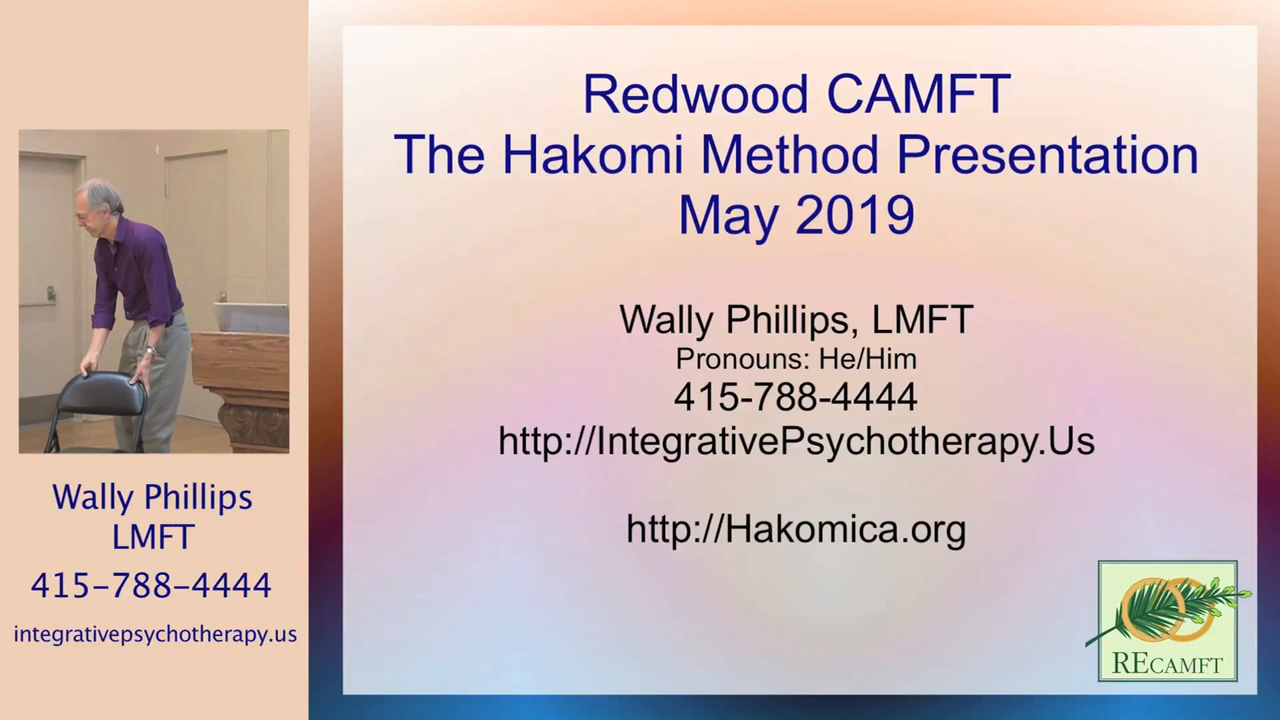 Wally Phillips
LMFT
415-788-4444
integrativepsychotherapy.us
Redwood CAMFT
The Hakomi Method Presentation
May 2019
Wally Phillips, LMFT
Pronouns: He/Him
415-788-4444
http://IntegrativePsychotherapy.Us
http://Hakomica.org
RECAMFT